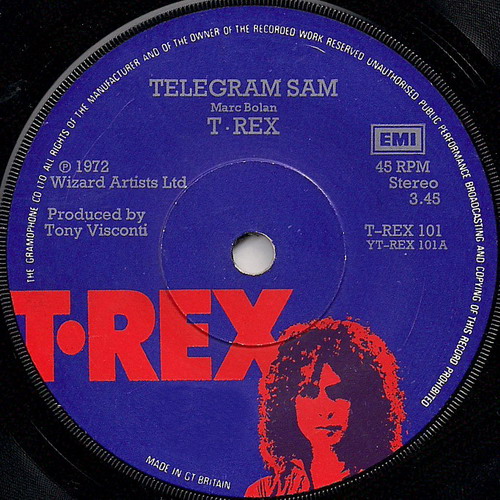 THE GRAMOPHONE CO LTD ALL RIGHTS OF THE MANUFACTURER AND OF THE OWNER OF THE RECORDED WORK RESERVED UNAUTHORISED PUBLIC PERFORMANCE BROADCASTING AND COPYING OF THIS RECORD PROHIBITED
TELEGRAM SAM
Marc Bolan
T·REX
EMI
℗ 1972
Wizard Artists Ltd
45 RPM
Stereo
3.45
Produced by
Tony Visconti
T-REX 101
YT-REX 101A
T·REX
MADE IN GT BRITAIN